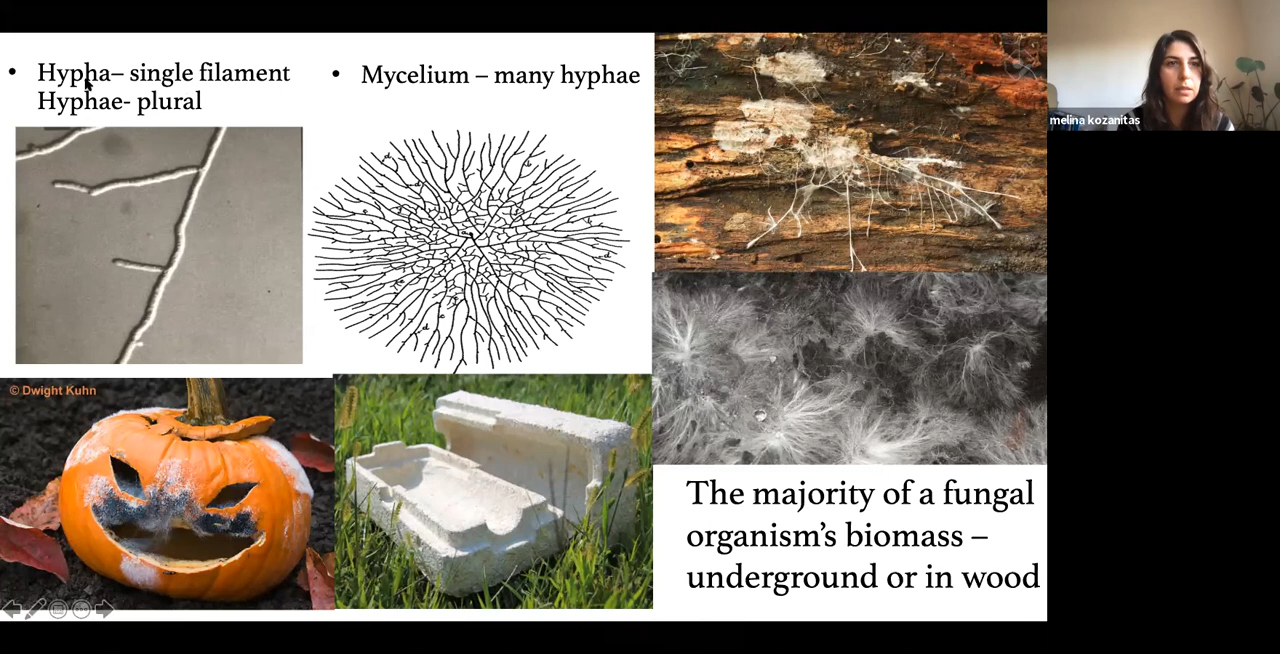 • Hypha– single filament
Hyphae- plural
• Mycelium – many hyphae
melina kozanitas
© Dwight Kuhn
The majority of a fungal
organism’s biomass –
underground or in wood